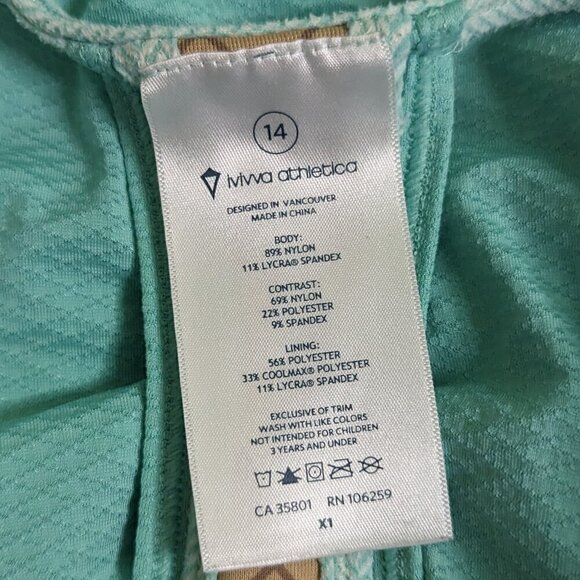 14
ivivva athletica
DESIGNED IN VANCOUVER
MADE IN CHINA
BODY:
89% NYLON
11% LYCRA® SPANDEX
CONTRAST:
69% NYLON
22% POLYESTER
9% SPANDEX
LINING:
56% POLYESTER
33% COOLMAX® POLYESTER
11% LYCRA® SPANDEX
EXCLUSIVE OF TRIM
WASH WITH LIKE COLORS
NOT INTENDED FOR CHILDREN
3 YEARS AND UNDER
CA 35801 RN 106259
X1